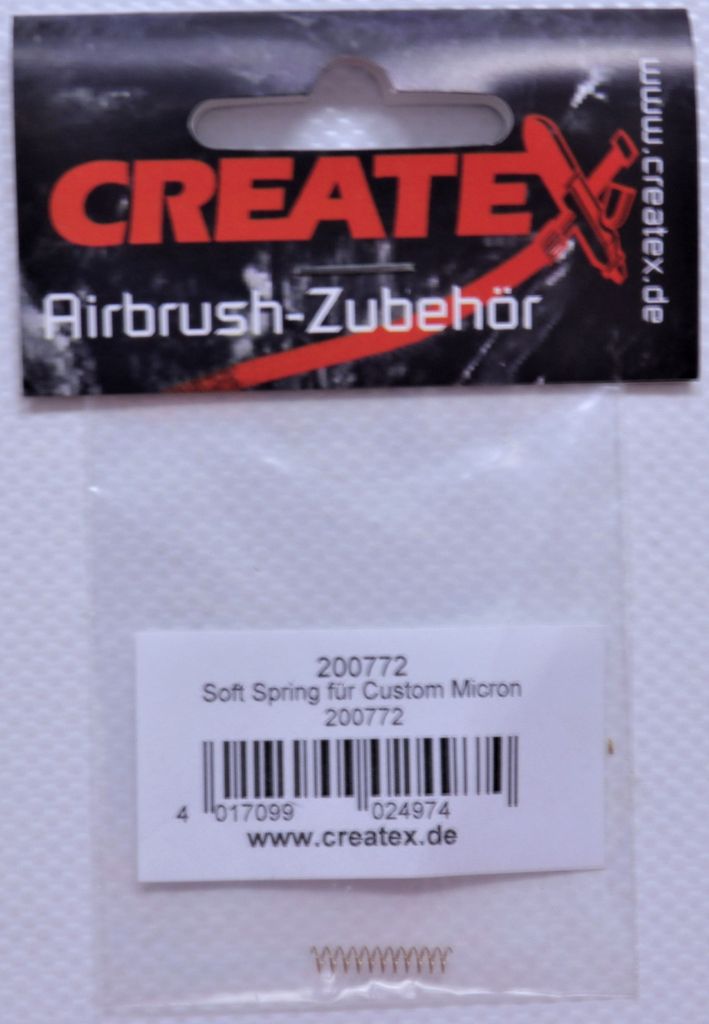 CREATEX
www.createx.de
Airbrush-Zubehör
200772
Soft Spring für Custom Micron
200772
4 017099 024974
www.createx.de